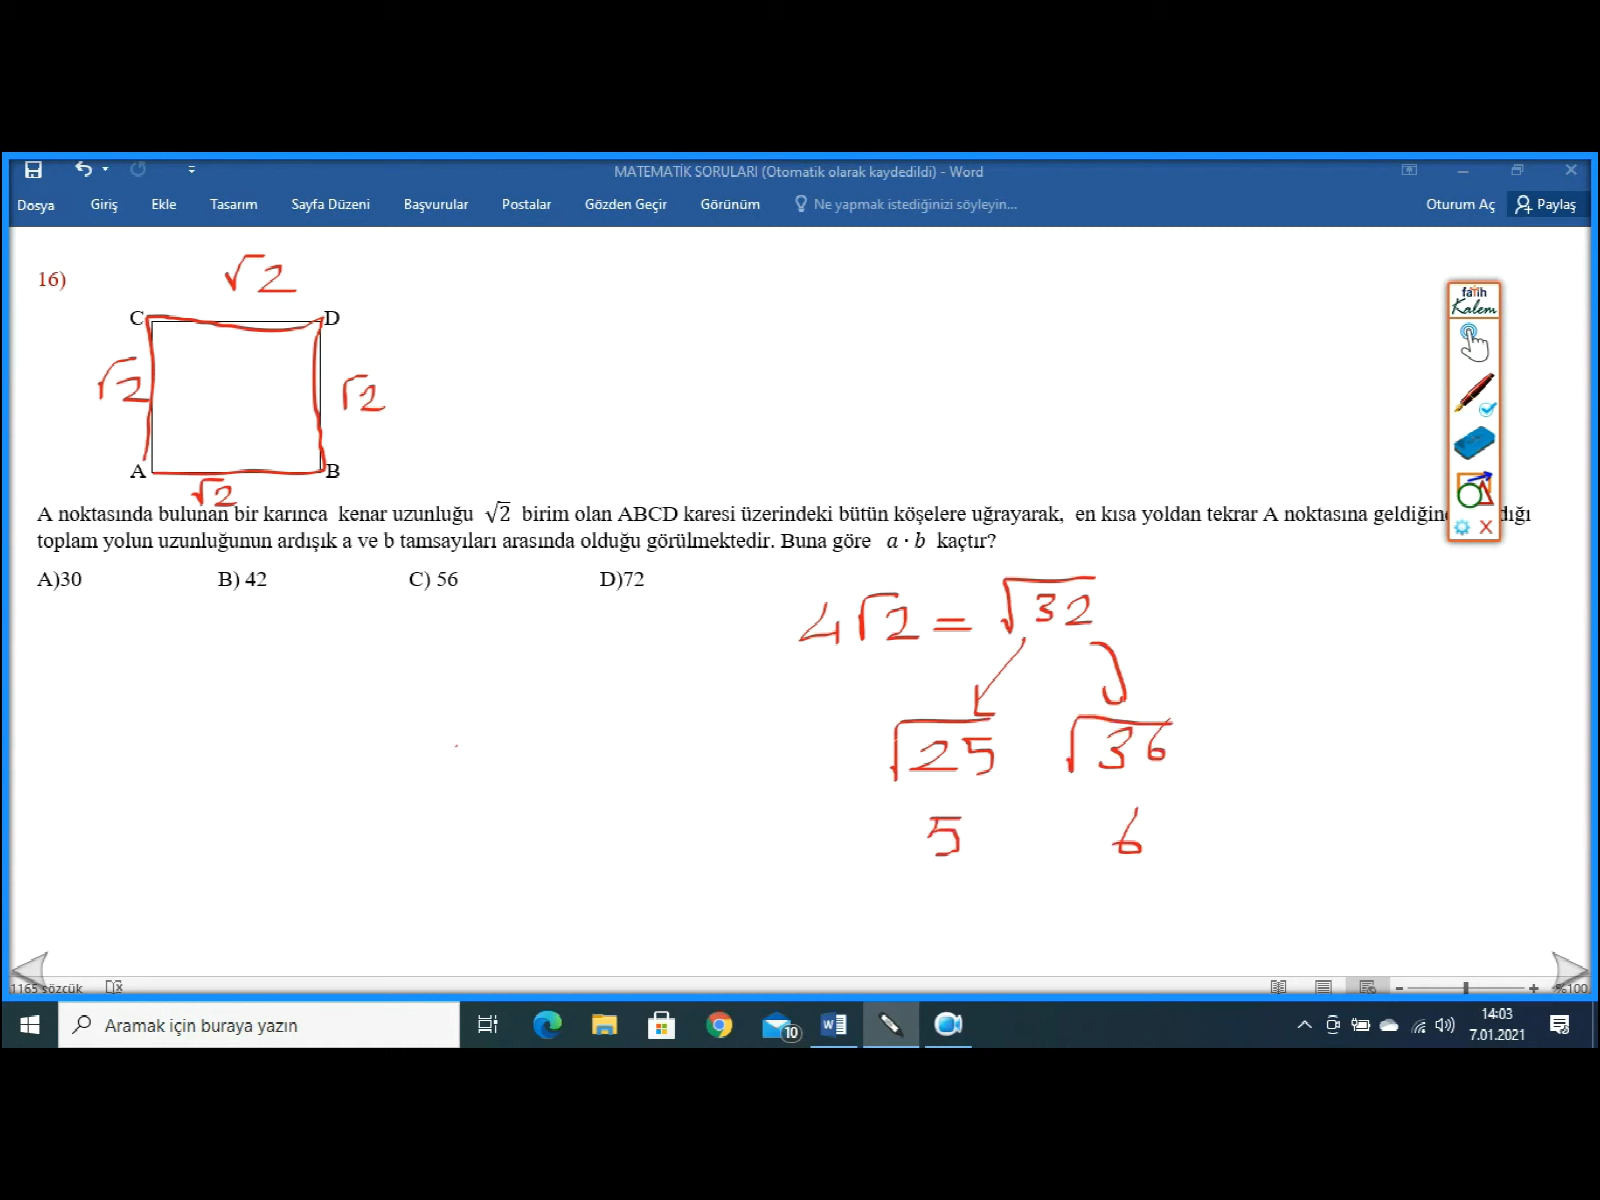 MATEMATİK SORULARI (Otomatik olarak kaydedildi) - Word
Dosya Giriş Ekle Tasarım Sayfa Düzeni Başvurular Postalar Gözden Geçir Görünüm Ne yapmak istediğinizi söyleyin... Oturum Aç Paylaş
16)
√2
C D
√2 √2
A B
√2
fatih
Kalem
A noktasında bulunan bir karınca kenar uzunluğu √2 birim olan ABCD karesi üzerindeki bütün köşelere uğrayarak, en kısa yoldan tekrar A noktasına
toplam yolun uzunluğunun ardışık a ve b tamsayıları arasında olduğu görülmektedir. Buna göre a · b kaçtır?
A)30 B) 42 C) 56 D)72
4√2 = √32
√25 √36
5 6
1165 sözcük %100
Aramak için buraya yazın 10 14:03
7.01.2021